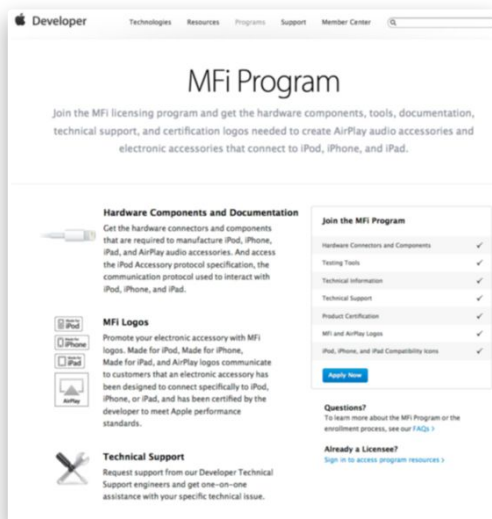 Developer
Technologies Resources Programs Support Member Center
MFi Program
Join the MFi licensing program and get the hardware components, tools, documentation,
technical support, and certification logos needed to create AirPlay audio accessories and
electronic accessories that connect to iPod, iPhone, and iPad.
Hardware Components and Documentation
Get the hardware connectors and components
that are required to manufacture iPod, iPhone,
iPad, and AirPlay audio accessories. And access
the iPod Accessory protocol specification, the
communication protocol used to interact with
iPod, iPhone, and iPad.
Made for
iPod
Made for
iPhone
Made for
iPad
AirPlay
MFi Logos
Promote your electronic accessory with MFi
logos. Made for iPod, Made for iPhone,
Made for iPad, and AirPlay logos communicate
to customers that an electronic accessory has
been designed to connect specifically to iPod,
iPhone, or iPad, and has been certified by the
developer to meet Apple performance
standards.
Technical Support
Request support from our Developer Technical
Support engineers and get one-on-one
assistance with your specific technical issue.
Join the MFi Program
Hardware Connectors and Components ✓
Testing Tools ✓
Technical Information ✓
Technical Support ✓
Product Certification ✓
MFi and AirPlay Logos ✓
iPod, iPhone, and iPad Compatibility Icons ✓
Apply Now
Questions?
To learn more about the MFi Program or the
enrollment process, see our FAQs >
Already a Licensee?
Sign in to access program resources >